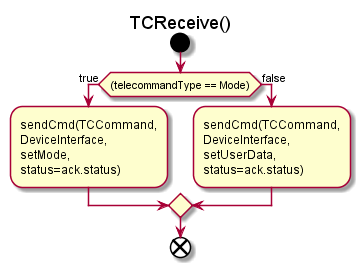 TCReceive()
(telecommandType == Mode)
true
false
sendCmd(TCCommand,
DeviceInterface,
setMode,
status=ack.status)
sendCmd(TCCommand,
DeviceInterface,
setUserData,
status=ack.status)